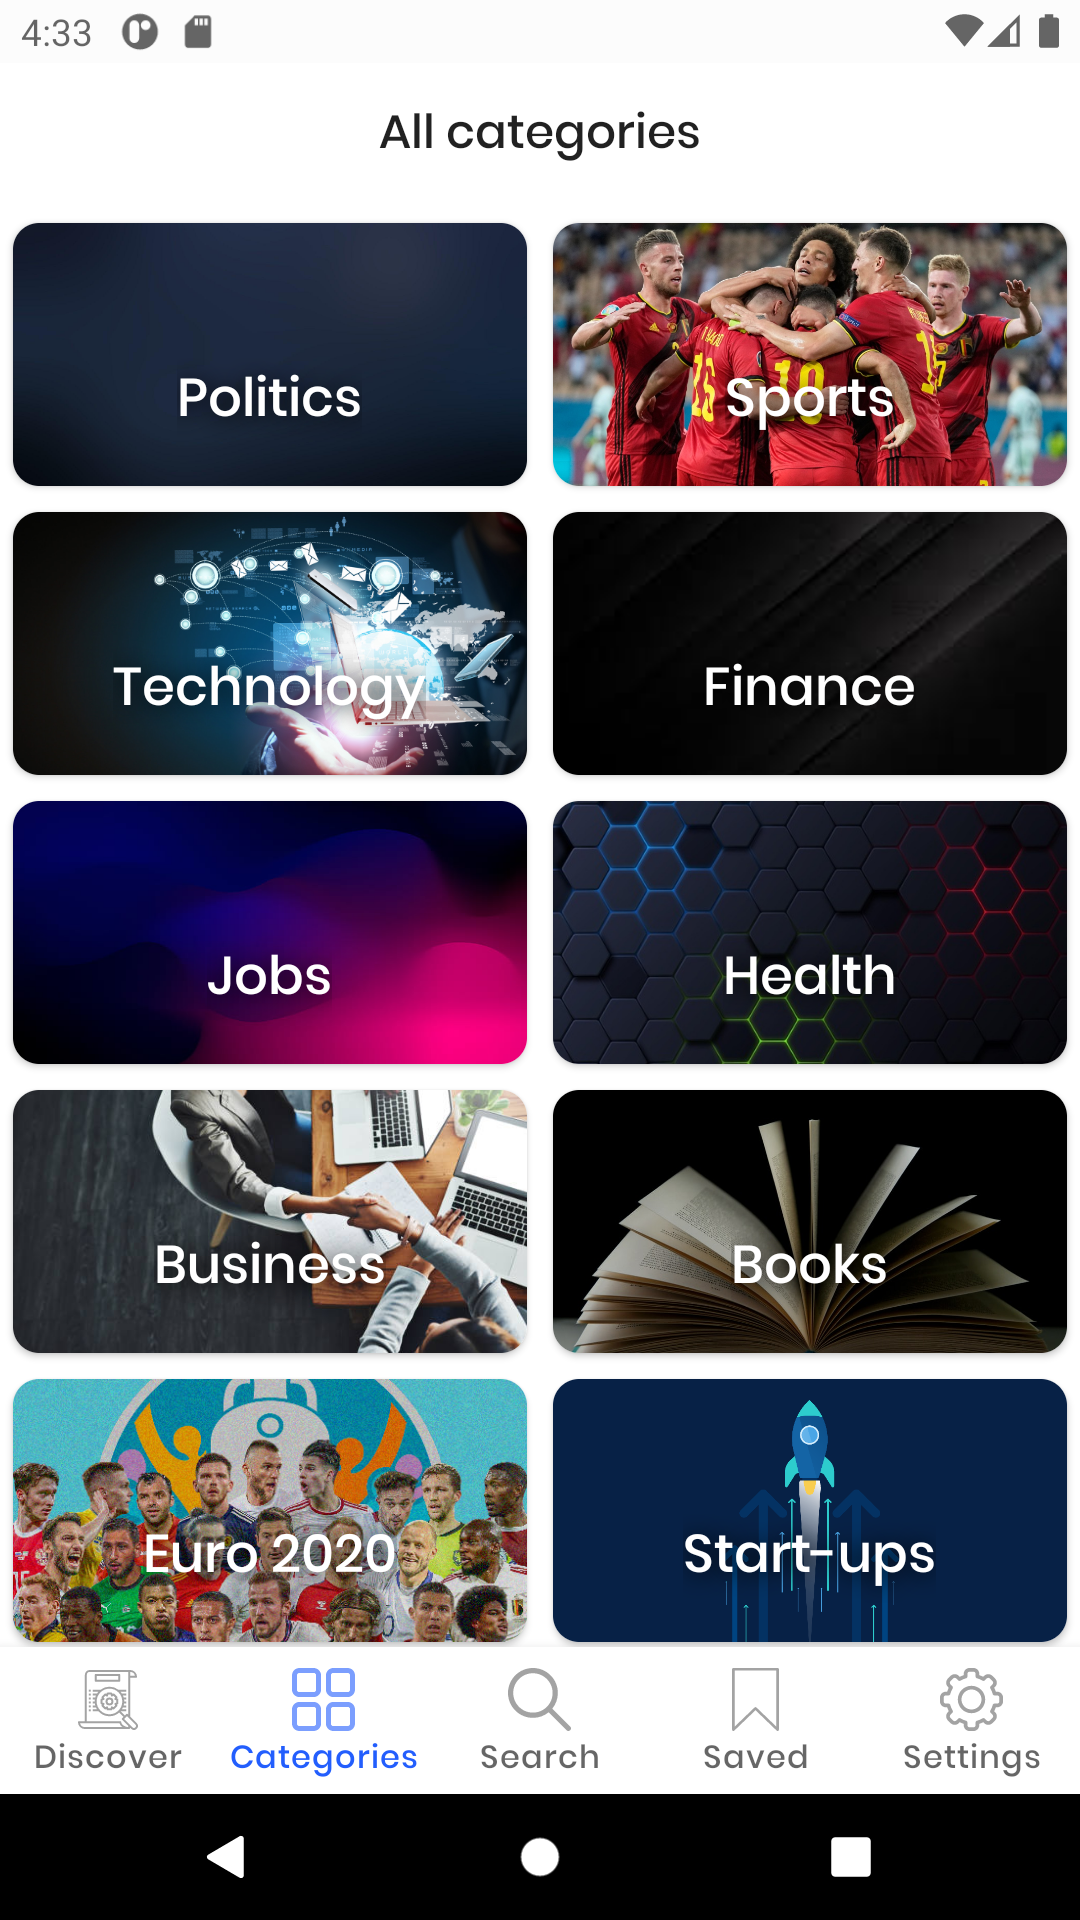 4:33
All categories
Politics
Sports
Technology
Finance
Jobs
Health
Business
Books
Euro 2020
Start-ups
Discover
Categories
Search
Saved
Settings